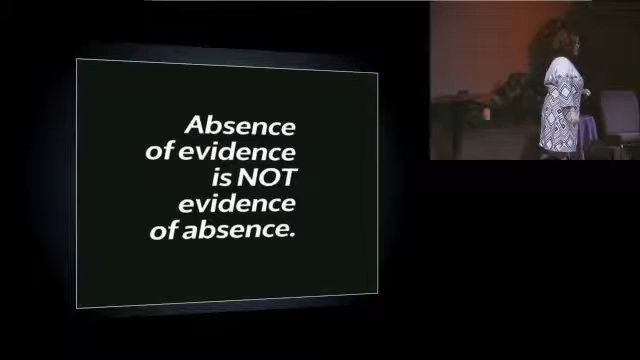 Absence
of evidence
is NOT
evidence
of absence.